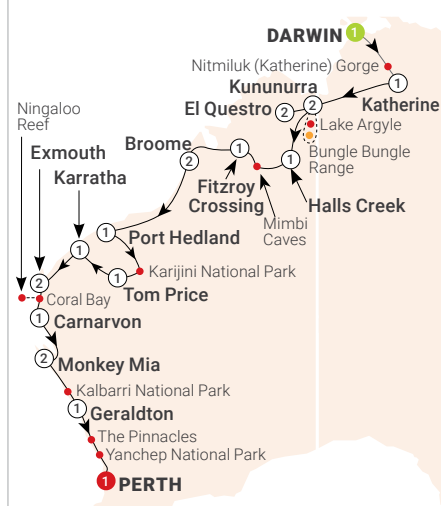 DARWIN 1
Nitmiluk (Katherine) Gorge
1
Katherine
Kununurra
2
El Questro 2
Lake Argyle
Bungle Bungle
Range
Ningaloo
Reef
Exmouth
Karratha
Broome
2
1
1
Fitzroy
Crossing
Halls Creek
Mimbi
Caves
1
Port Hedland
1
Karijini National Park
1
Tom Price
2
Coral Bay
1
Carnarvon
2
Monkey Mia
Kalbarri National Park
1
Geraldton
The Pinnacles
Yanchep National Park
1 PERTH